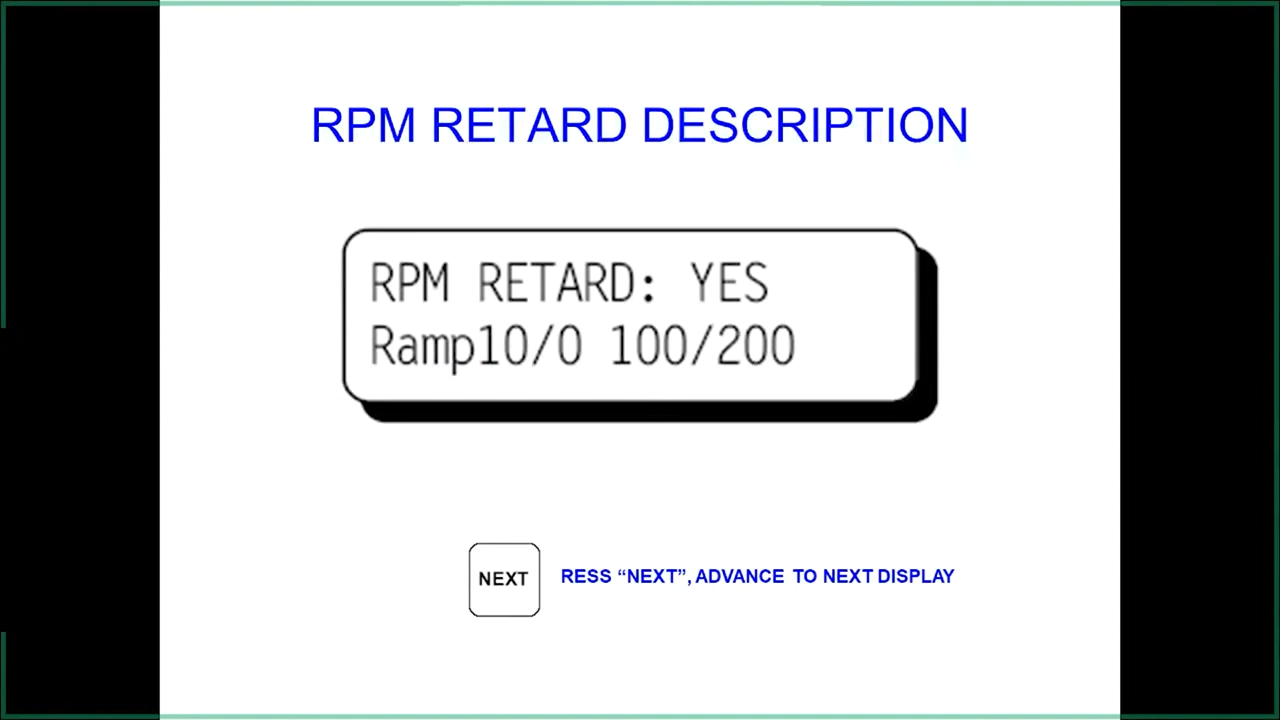 RPM RETARD DESCRIPTION
RPM RETARD: YES
Ramp10/0 100/200
NEXT
RESS “NEXT”, ADVANCE TO NEXT DISPLAY